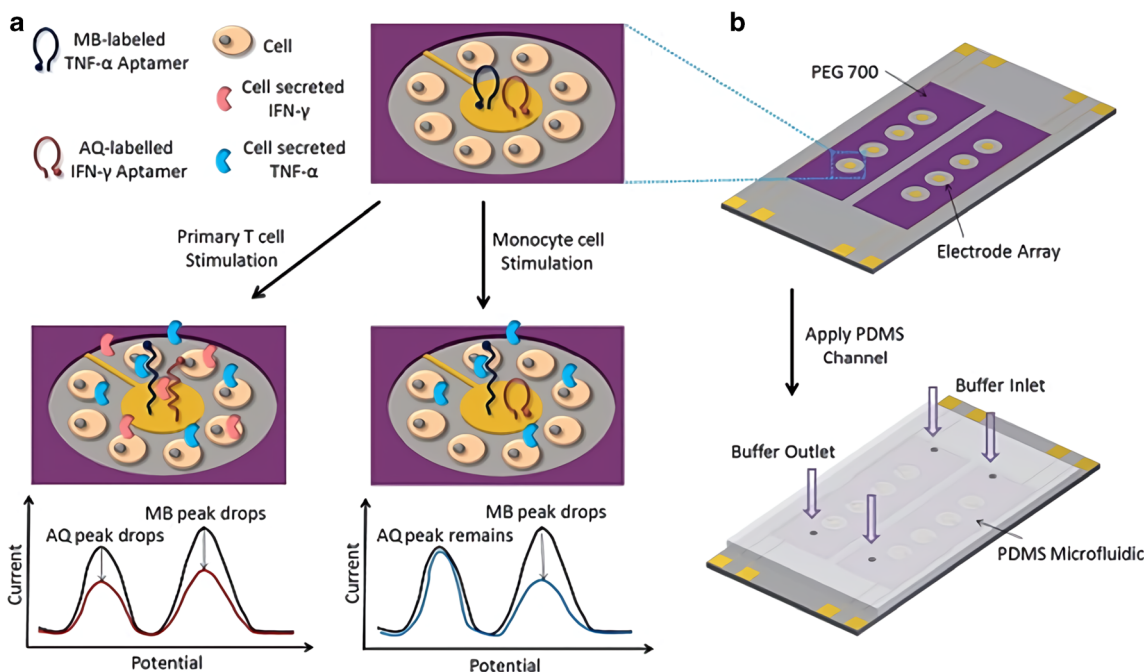 a
MB-labeled
TNF-α Aptamer
Cell
Cell secreted
IFN-γ
AQ-labelled
IFN-γ Aptamer
Cell secreted
TNF-α
Primary T cell
Stimulation
Monocyte cell
Stimulation
AQ peak drops
MB peak drops
Current
Potential
AQ peak remains
MB peak drops
Current
Potential
b
PEG 700
Electrode Array
Apply PDMS
Channel
Buffer Inlet
Buffer Outlet
PDMS Microfluidic